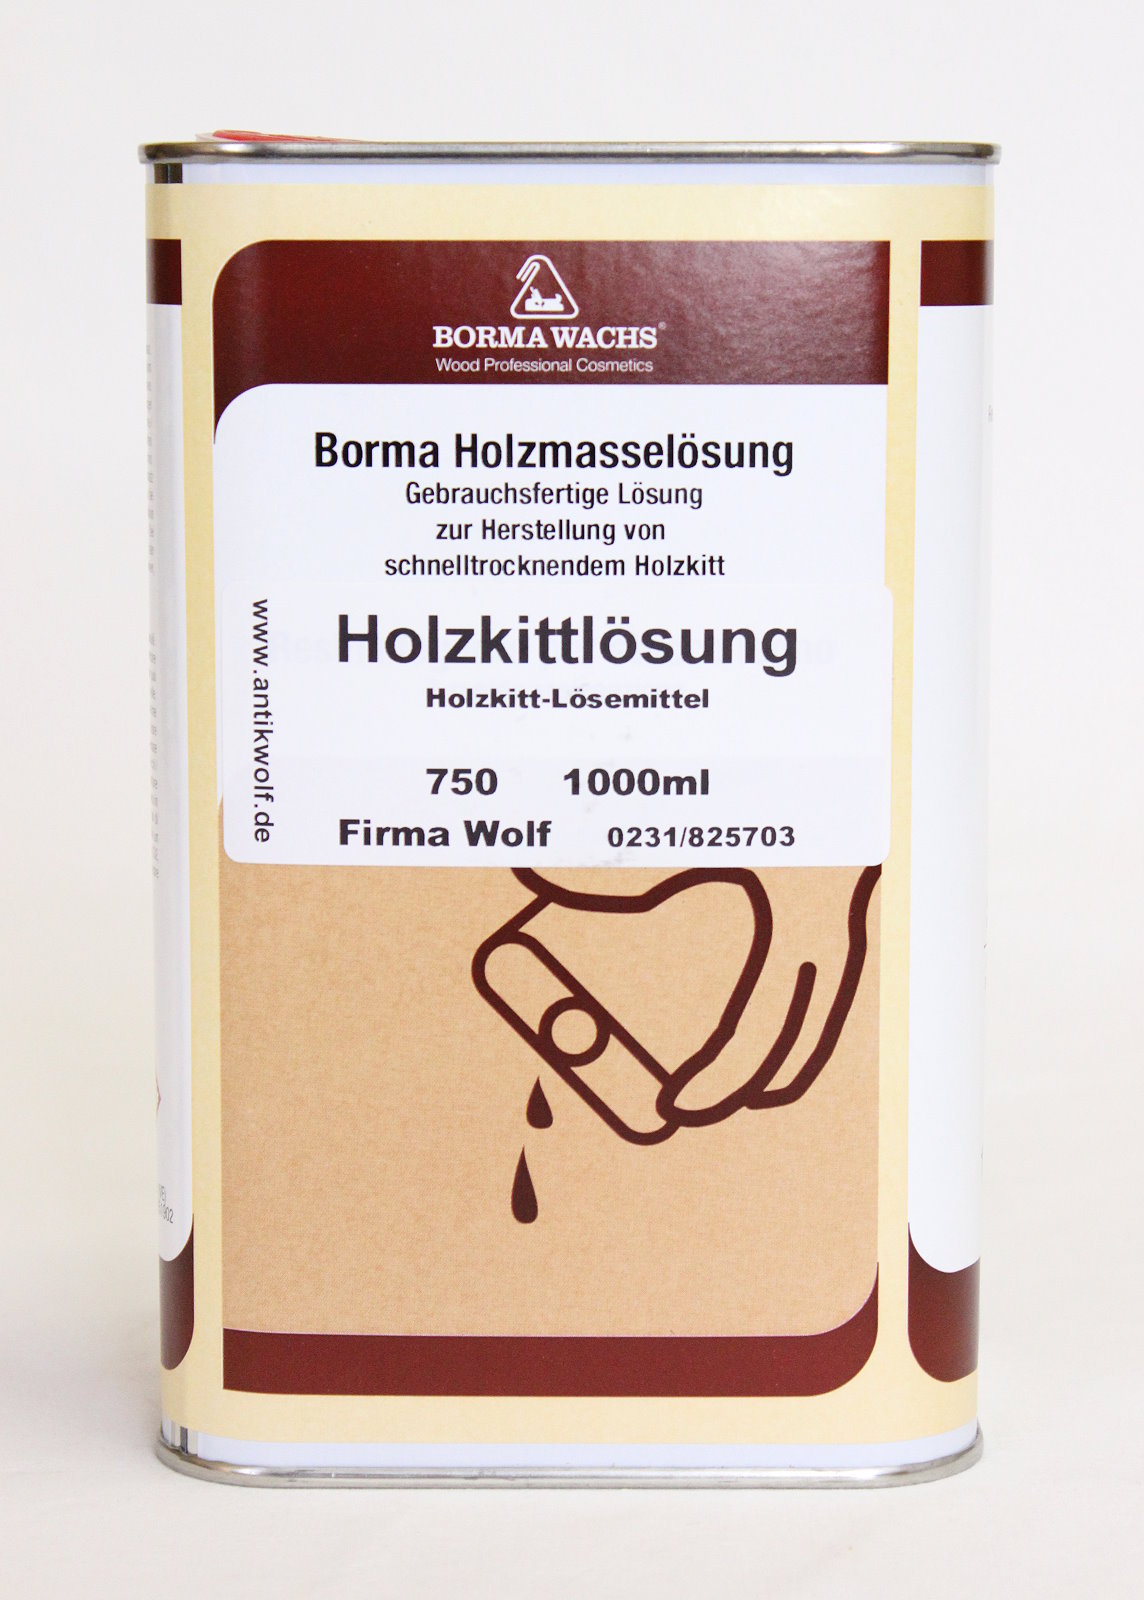 BORMA WACHS®
Wood Professional Cosmetics
Borma Holzmasselösung
Gebrauchsfertige Lösung
zur Herstellung von
schnelltrocknendem Holzkitt
www.antikwolf.de
Holzkittlösung
Holzkitt-Lösemittel
750 1000ml
Firma Wolf 0231/825703